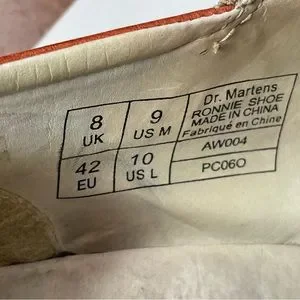 8
UK
9
US M
42
EU
10
US L
Dr. Martens
RONNIE SHOE
MADE IN CHINA
Fabriqué en Chine
AW004
PC06O